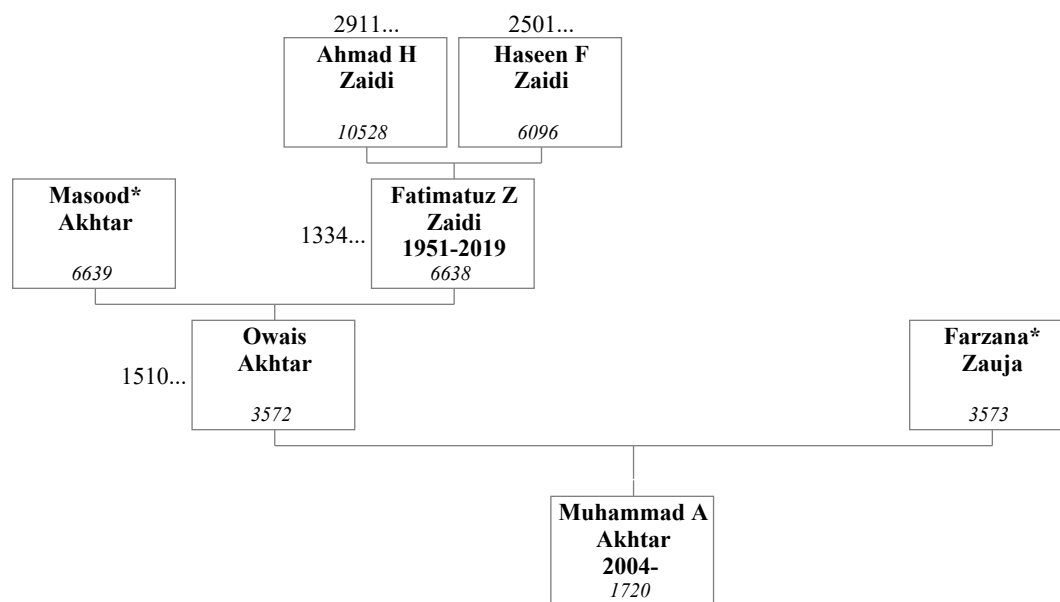 2911...
2501...
Ahmad H
Zaidi
10528
Haseen F
Zaidi
6096
Masood*
Akhtar
6639
1334...
Fatimatuz Z
Zaidi
1951-2019
6638
1510...
Owais
Akhtar
3572
Farzana*
Zauja
3573
Muhammad A
Akhtar
2004-
1720